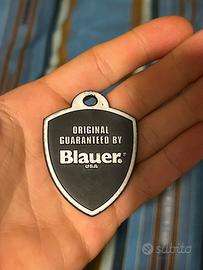 ORIGINAL
GUARANTEED BY
Blauer®
USA
subito